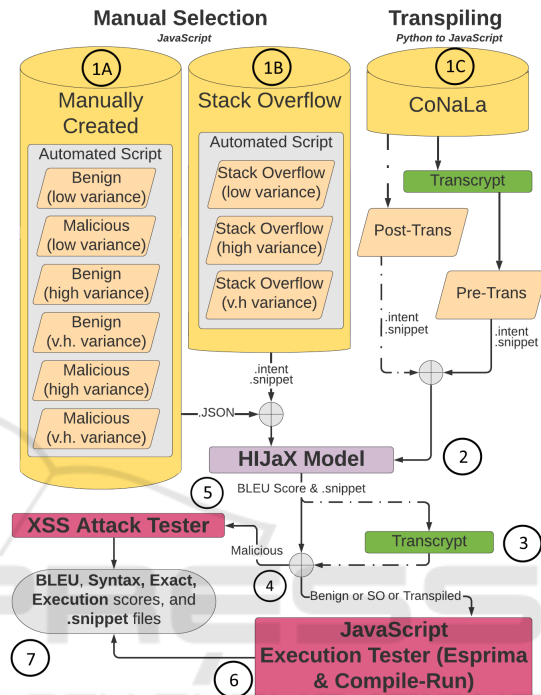 Manual Selection
JavaScript
Transpiling
Python to JavaScript
1A
Manually
Created
Automated Script
Benign
(low variance)
Malicious
(low variance)
Benign
(high variance)
Benign
(v.h. variance)
Malicious
(high variance)
Malicious
(v.h. variance)
1B
Stack Overflow
Automated Script
Stack Overflow
(low variance)
Stack Overflow
(high variance)
Stack Overflow
(v.h variance)
1C
CoNaLa
Transcrypt
Post-Trans
Pre-Trans
.intent
.snippet
.intent
.snippet
.intent
.snippet
.JSON
HIJaX Model
2
5
BLEU Score & .snippet
XSS Attack Tester
Transcrypt
3
Malicious
4
BLEU, Syntax, Exact,
Execution scores, and
.snippet files
Benign or SO or Transpiled
JavaScript
Execution Tester (Esprima
& Compile-Run)
7
6